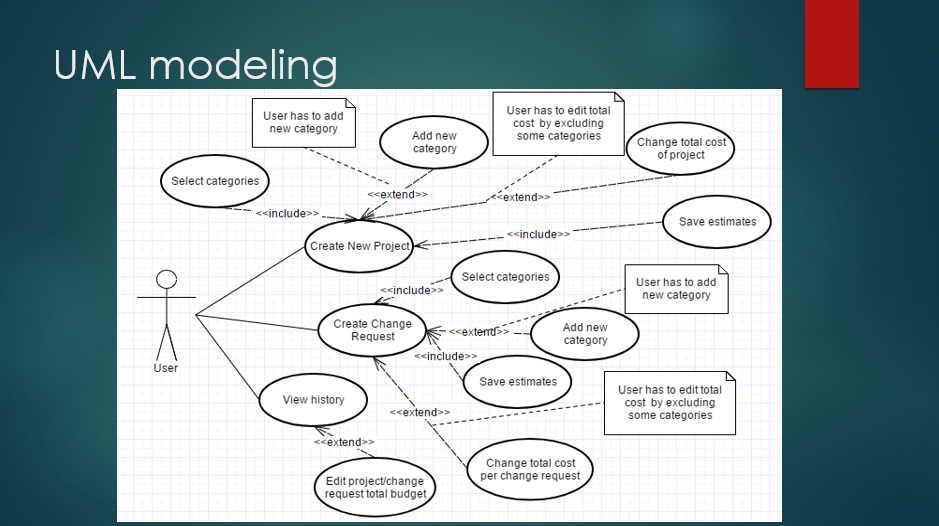 UML modeling
User has to add
new category
Add new
category
User has to edit total
cost by excluding
some categories
Change total cost
of project
Select categories
<<extend>>
<<extend>>
<<include>>
Save estimates
<<include>>
Create New Project
Select categories
<<include>>
User has to add
new category
Create Change
Request
<<extend>>
Add new
category
<<include>>
User
Save estimates
View history
User has to edit total
cost by excluding
some categories
<<extend>>
<<extend>>
Change total cost
per change request
Edit project/change
request total budget